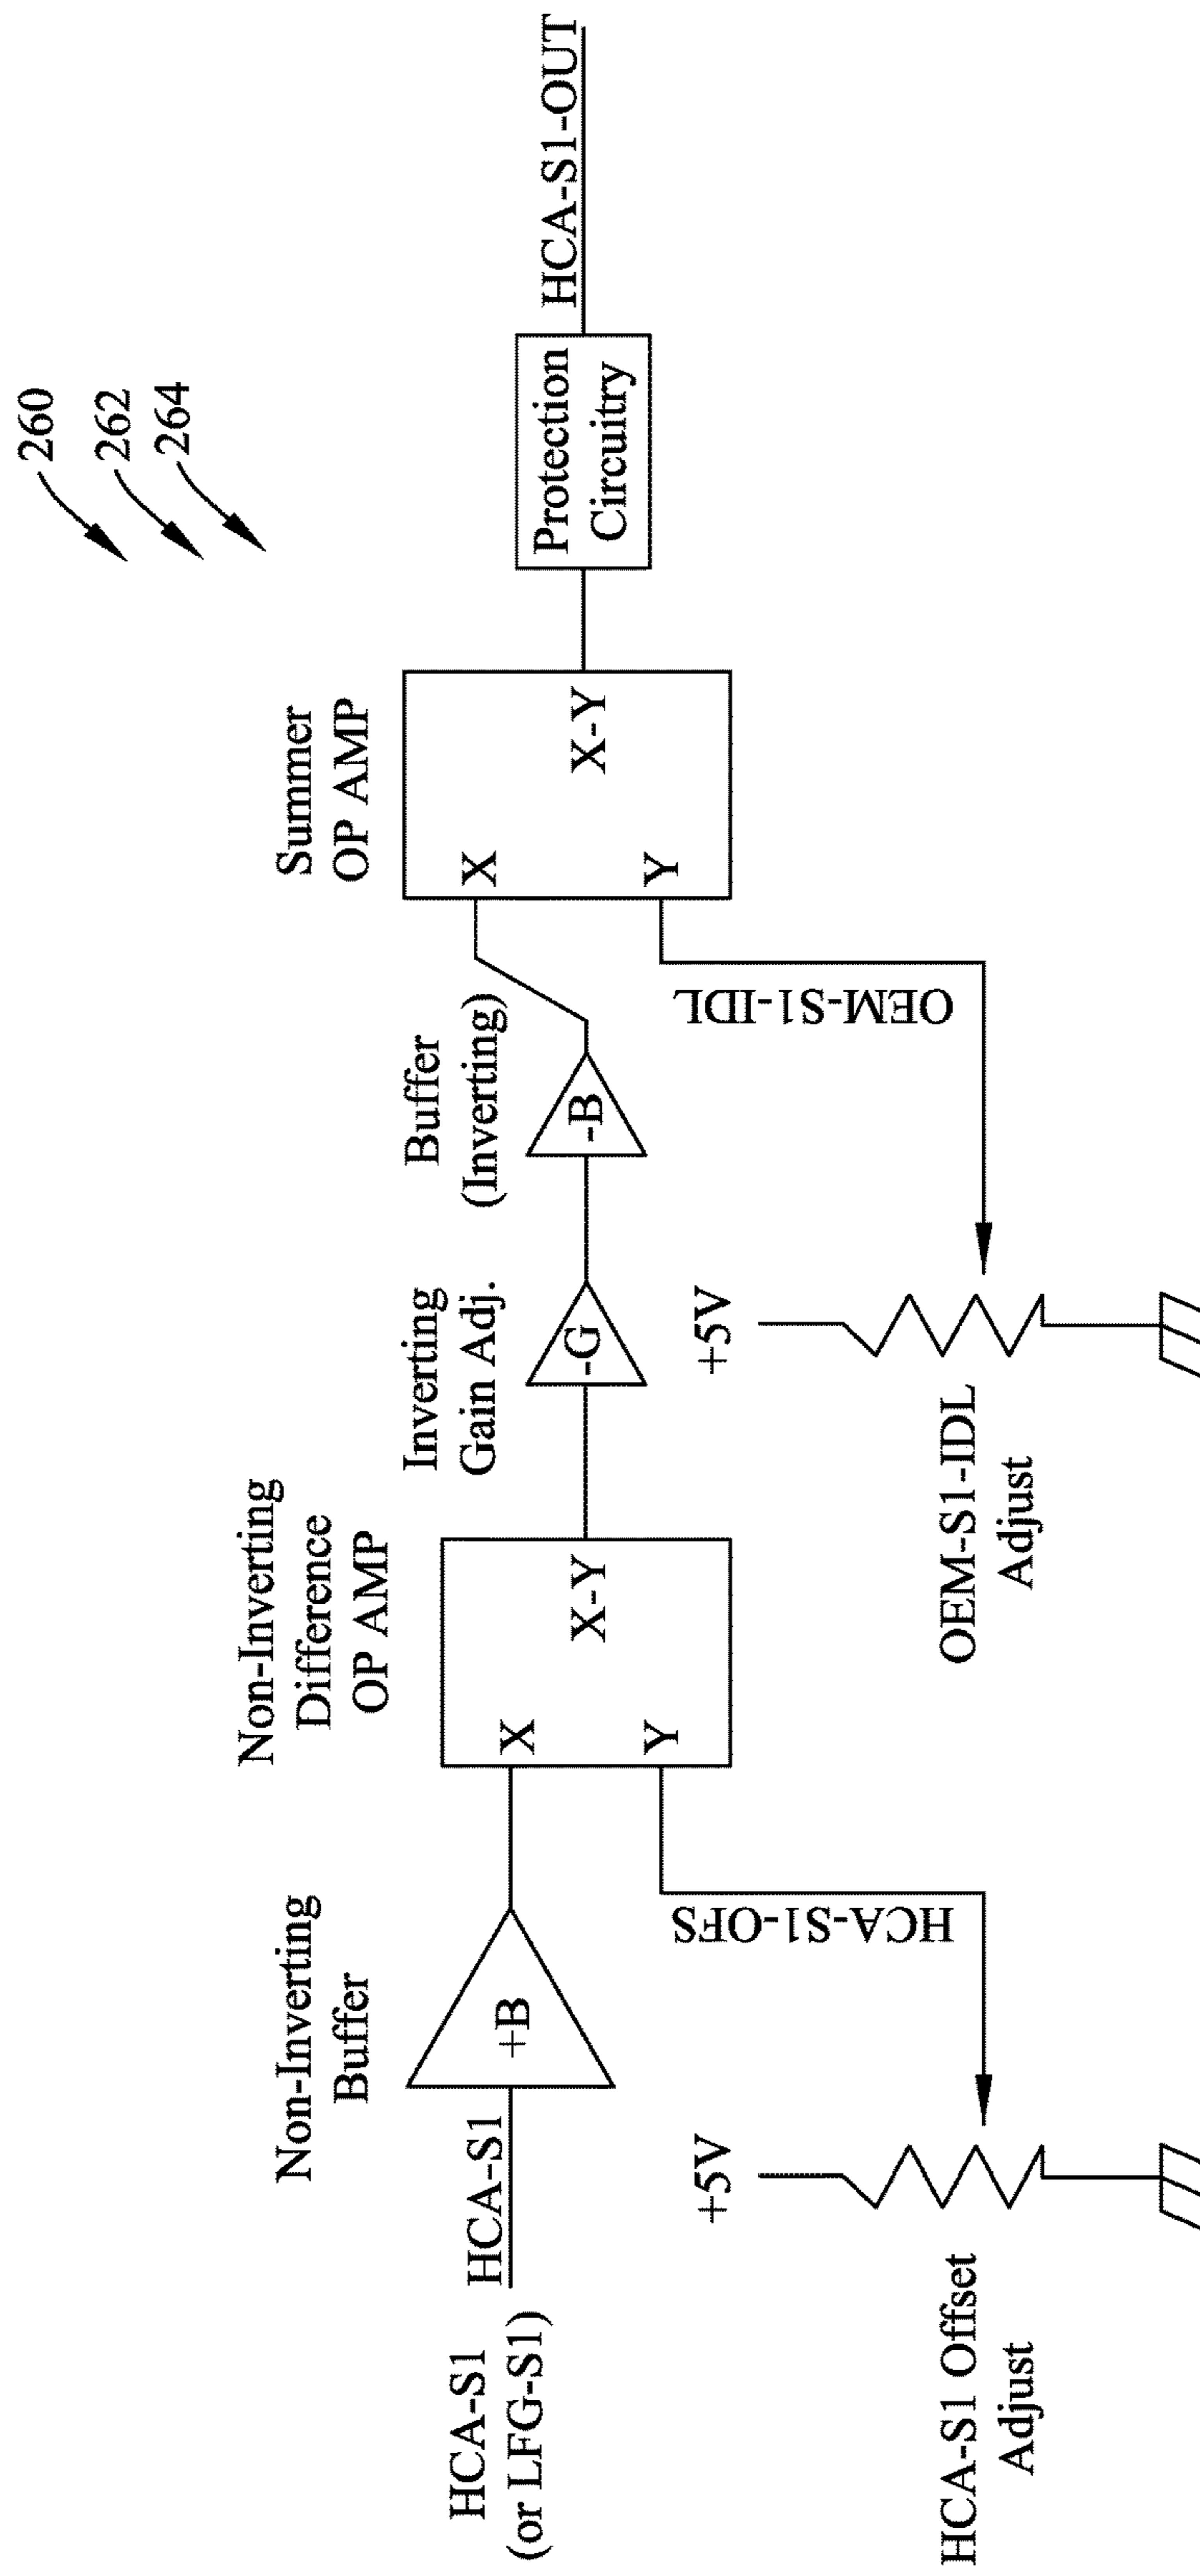 260
262
264
HCA-S1
(or LFG-S1)
HCA-S1
Non-Inverting
Buffer
+B
Non-Inverting
Difference
OP AMP
X
Y
X-Y
Inverting
Gain Adj.
-G
Buffer
(Inverting)
-B
Summer
OP AMP
X
Y
X-Y
Protection
Circuitry
HCA-S1-OUT
HCA-S1-OFS
OEM-S1-IDL
+5V
HCA-S1 Offset
Adjust
+5V
OEM-S1-IDL
Adjust